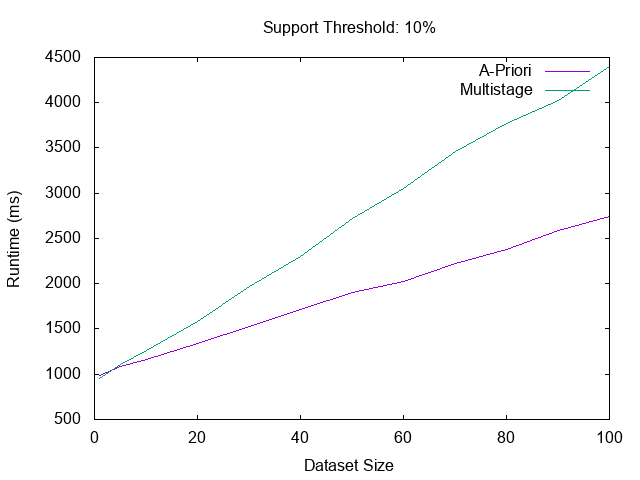 Support Threshold: 10%
4500
4000
3500
3000
2500
2000
1500
1000
500
Runtime (ms)
A-Priori
Multistage
0 20 40 60 80 100
Dataset Size